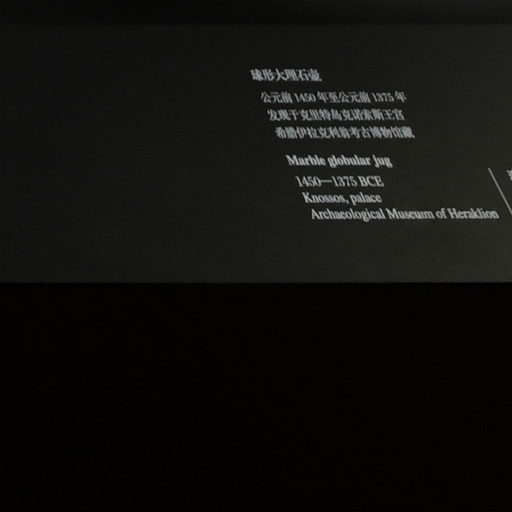 球形大理石壶
公元前 1450 年至公元前 1375 年
发现于克里特岛克诺索斯王宫
希腊伊拉克利翁考古博物馆藏
Marble globular jug
1450—1375 BCE
Knossos, palace
Archaeological Museum of Heraklion